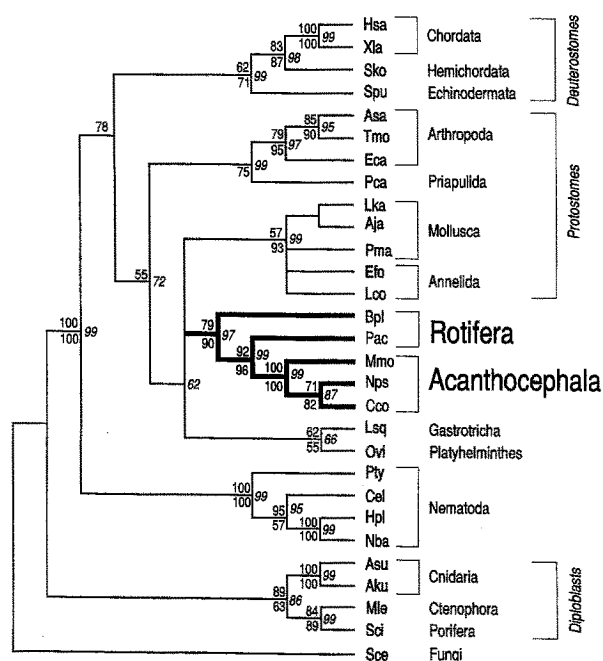 100 Hsa
100 99 Chordata
83 Xla
87 98 Sko Hemichordata
62
71 99 Spu Echinodermata
Deuterostomes
78
85 Asa
79 90 95 Tmo Arthropoda
95 97 Eca
75 99 Pca Priapulida
Lka
Aja Mollusca
57
93 99 Pma
Efo Annelida
Lco
Protostomes
55 72
79 Bpl Rotifera
90 97
92 Pac
96 99
100 Mmo Acanthocephala
100 99
71 Nps
82 87 Cco
100
100 99
62
62 Lsq Gastrotricha
55 66 Ovi Platyhelminthes
100 Pty
100 99
95 Cel Nematoda
57 95
100 Hpl
100 99 Nba
100 Asu
100 99 Cnidaria
Aku
89
63 86
84 Mle Ctenophora
89 99 Sci Porifera
Diploblasts
Sce Fungi